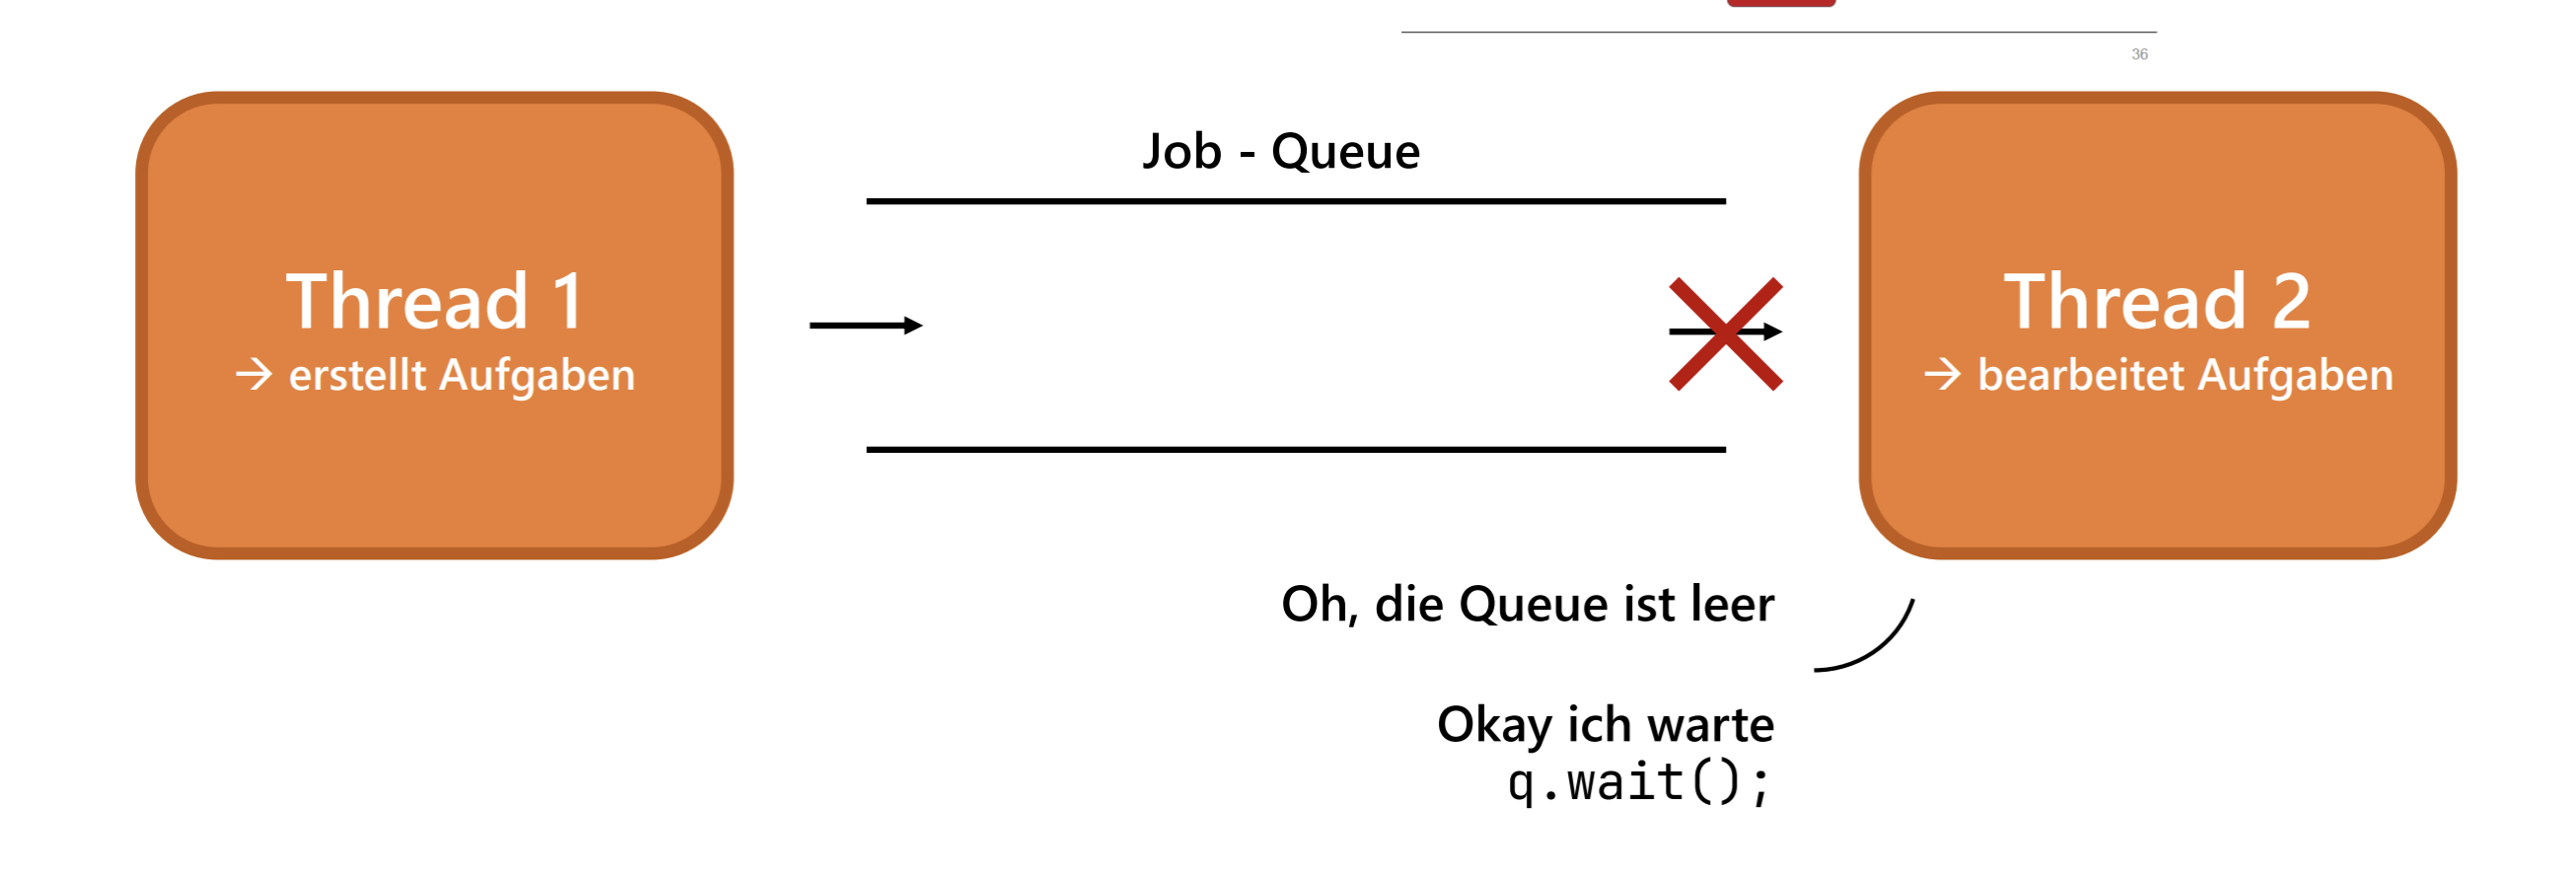 36
Job - Queue
Thread 1
→ erstellt Aufgaben
Thread 2
→ bearbeitet Aufgaben
Oh, die Queue ist leer
Okay ich warte
q.wait();